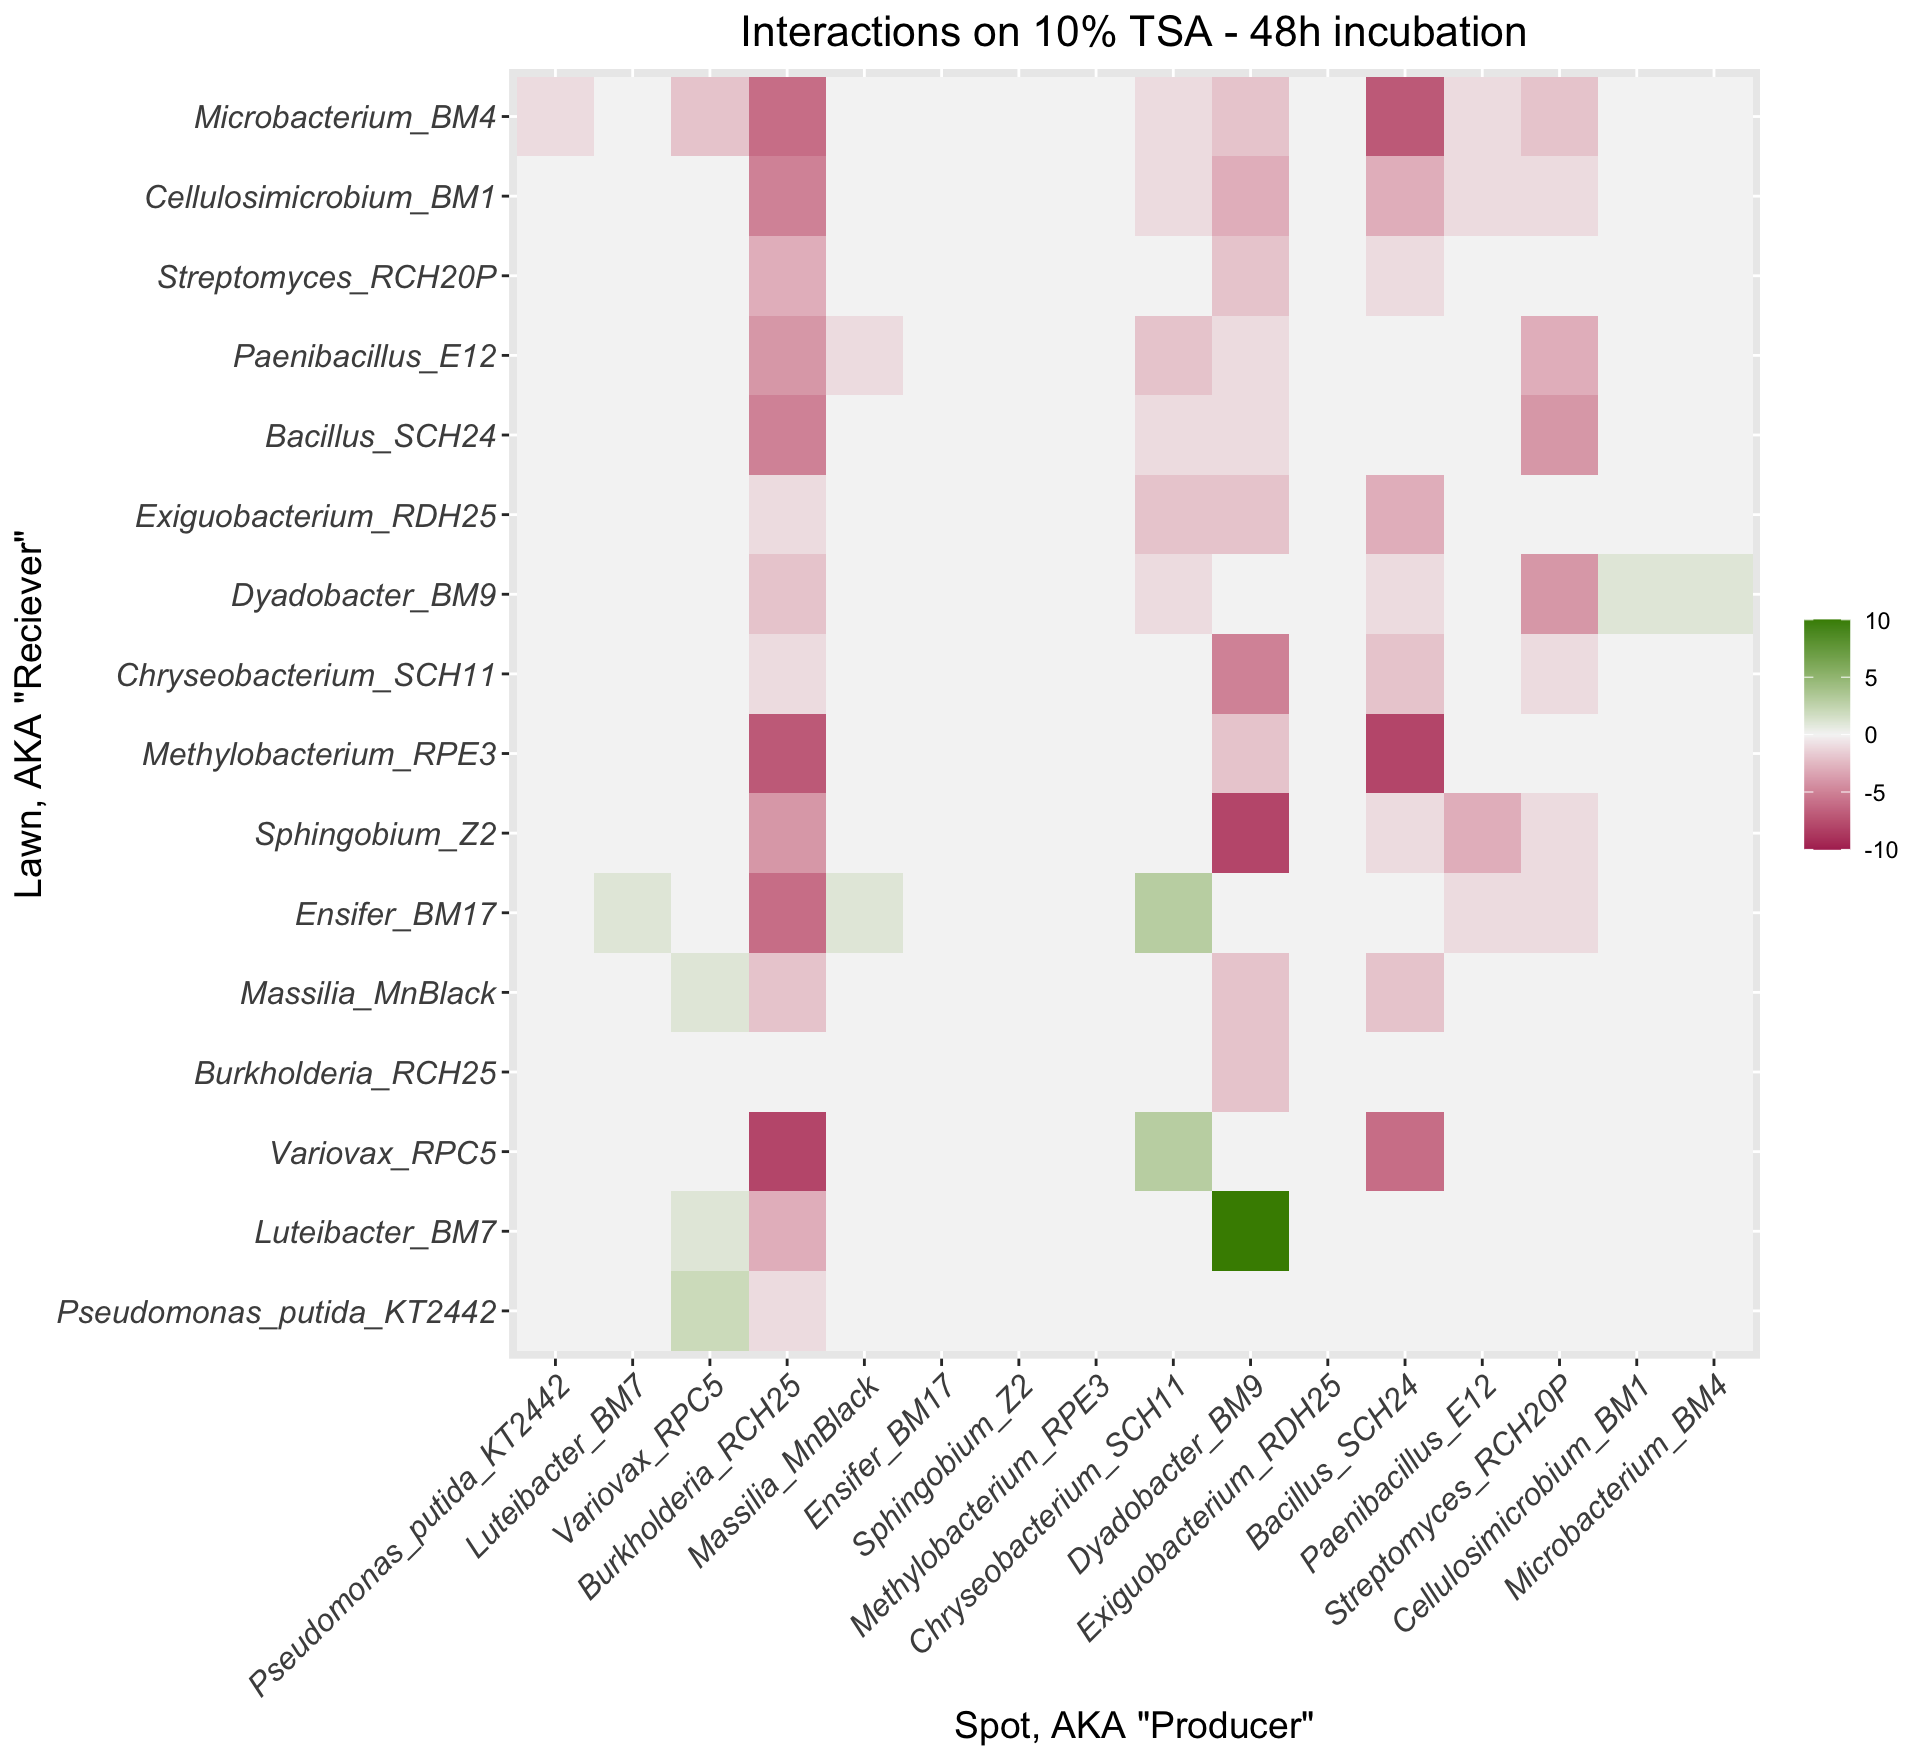 Interactions on 10% TSA - 48h incubation
Lawn, AKA "Reciever"
Microbacterium_BM4
Cellulosimicrobium_BM1
Streptomyces_RCH20P
Paenibacillus_E12
Bacillus_SCH24
Exiguobacterium_RDH25
Dyadobacter_BM9
Chryseobacterium_SCH11
Methylobacterium_RPE3
Sphingobium_Z2
Ensifer_BM17
Massilia_MnBlack
Burkholderia_RCH25
Variovax_RPC5
Luteibacter_BM7
Pseudomonas_putida_KT2442
10
5
0
-5
-10
Pseudomonas_putida_KT2442
Luteibacter_BM7
Variovax_RPC5
Burkholderia_RCH25
Massilia_MnBlack
Ensifer_BM17
Sphingobium_Z2
Methylobacterium_RPE3
Chryseobacterium_SCH11
Dyadobacter_BM9
Exiguobacterium_RDH25
Bacillus_SCH24
Paenibacillus_E12
Streptomyces_RCH20P
Cellulosimicrobium_BM1
Microbacterium_BM4
Spot, AKA "Producer"